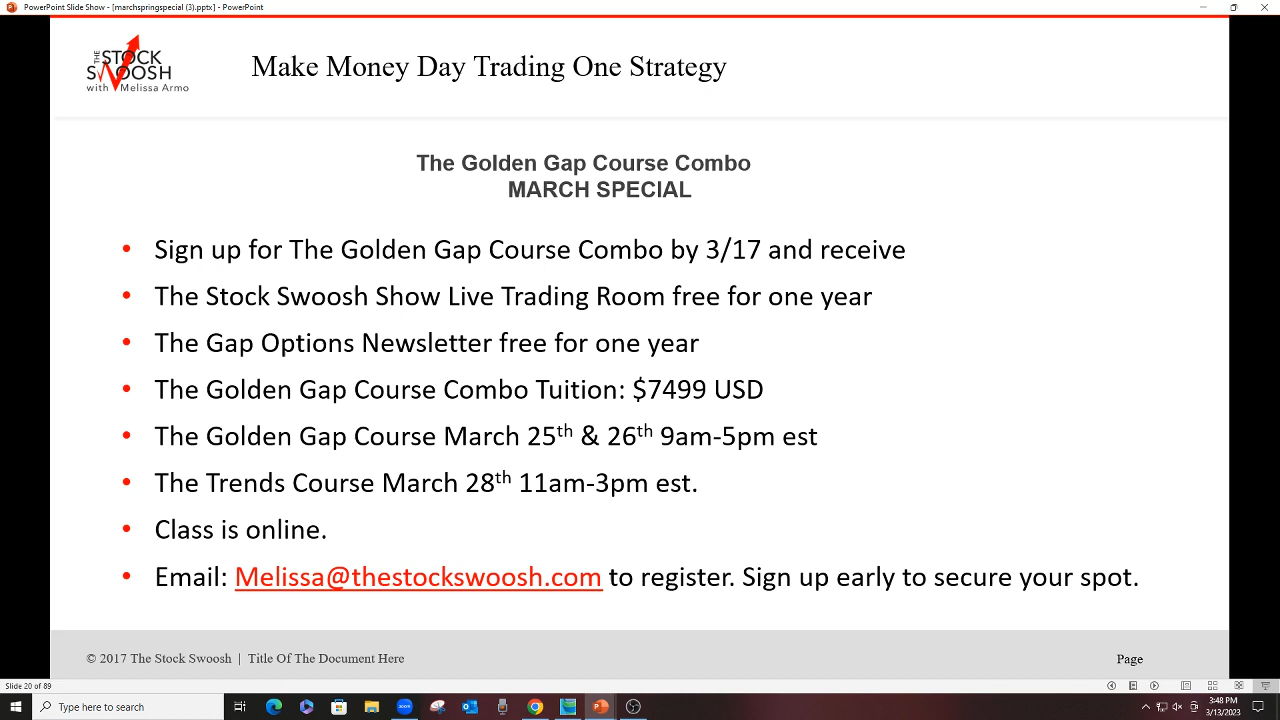 PowerPoint Slide Show - [marchspringspecial (3).pptx] - PowerPoint
THE STOCK
SWOOSH
with Melissa Armo
Make Money Day Trading One Strategy
The Golden Gap Course Combo
MARCH SPECIAL
• Sign up for The Golden Gap Course Combo by 3/17 and receive
• The Stock Swoosh Show Live Trading Room free for one year
• The Gap Options Newsletter free for one year
• The Golden Gap Course Combo Tuition: $7499 USD
• The Golden Gap Course March 25th & 26th 9am-5pm est
• The Trends Course March 28th 11am-3pm est.
• Class is online.
• Email: Melissa@thestockswoosh.com to register. Sign up early to secure your spot.
© 2017 The Stock Swoosh | Title Of The Document Here
Page
Slide 20 of 89
Type here to search
zoom
3:48 PM
3/13/2023